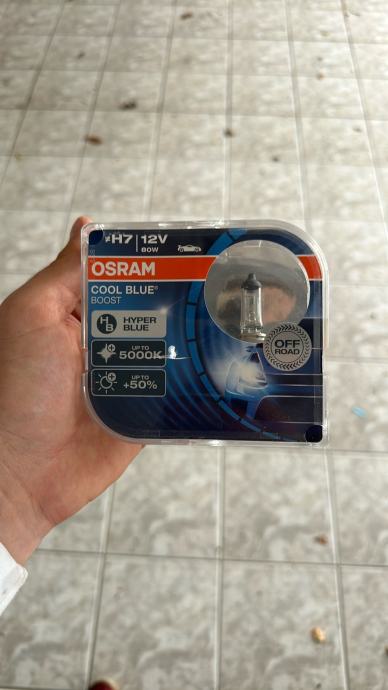 ≠H7 | 12V
80W
OSRAM
COOL BLUE®
BOOST
HB
HYPER
BLUE
UP TO
5000K
UP TO
+50%
OFF
ROAD